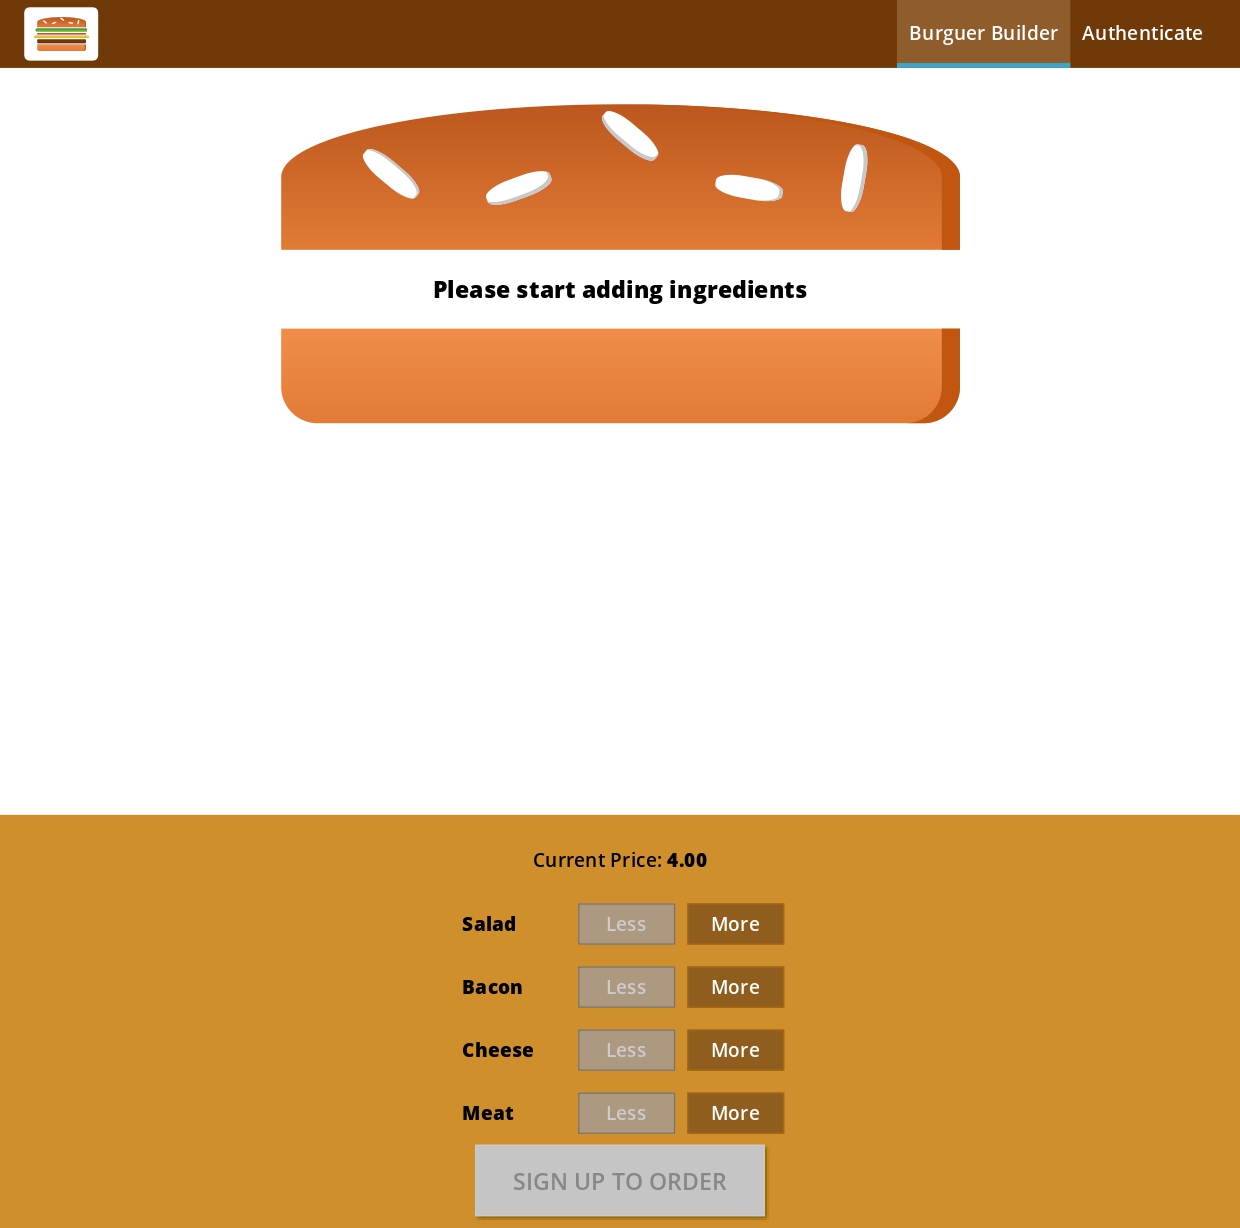 Burguer Builder Authenticate
Please start adding ingredients
Current Price: 4.00
Salad Less More
Bacon Less More
Cheese Less More
Meat Less More
SIGN UP TO ORDER